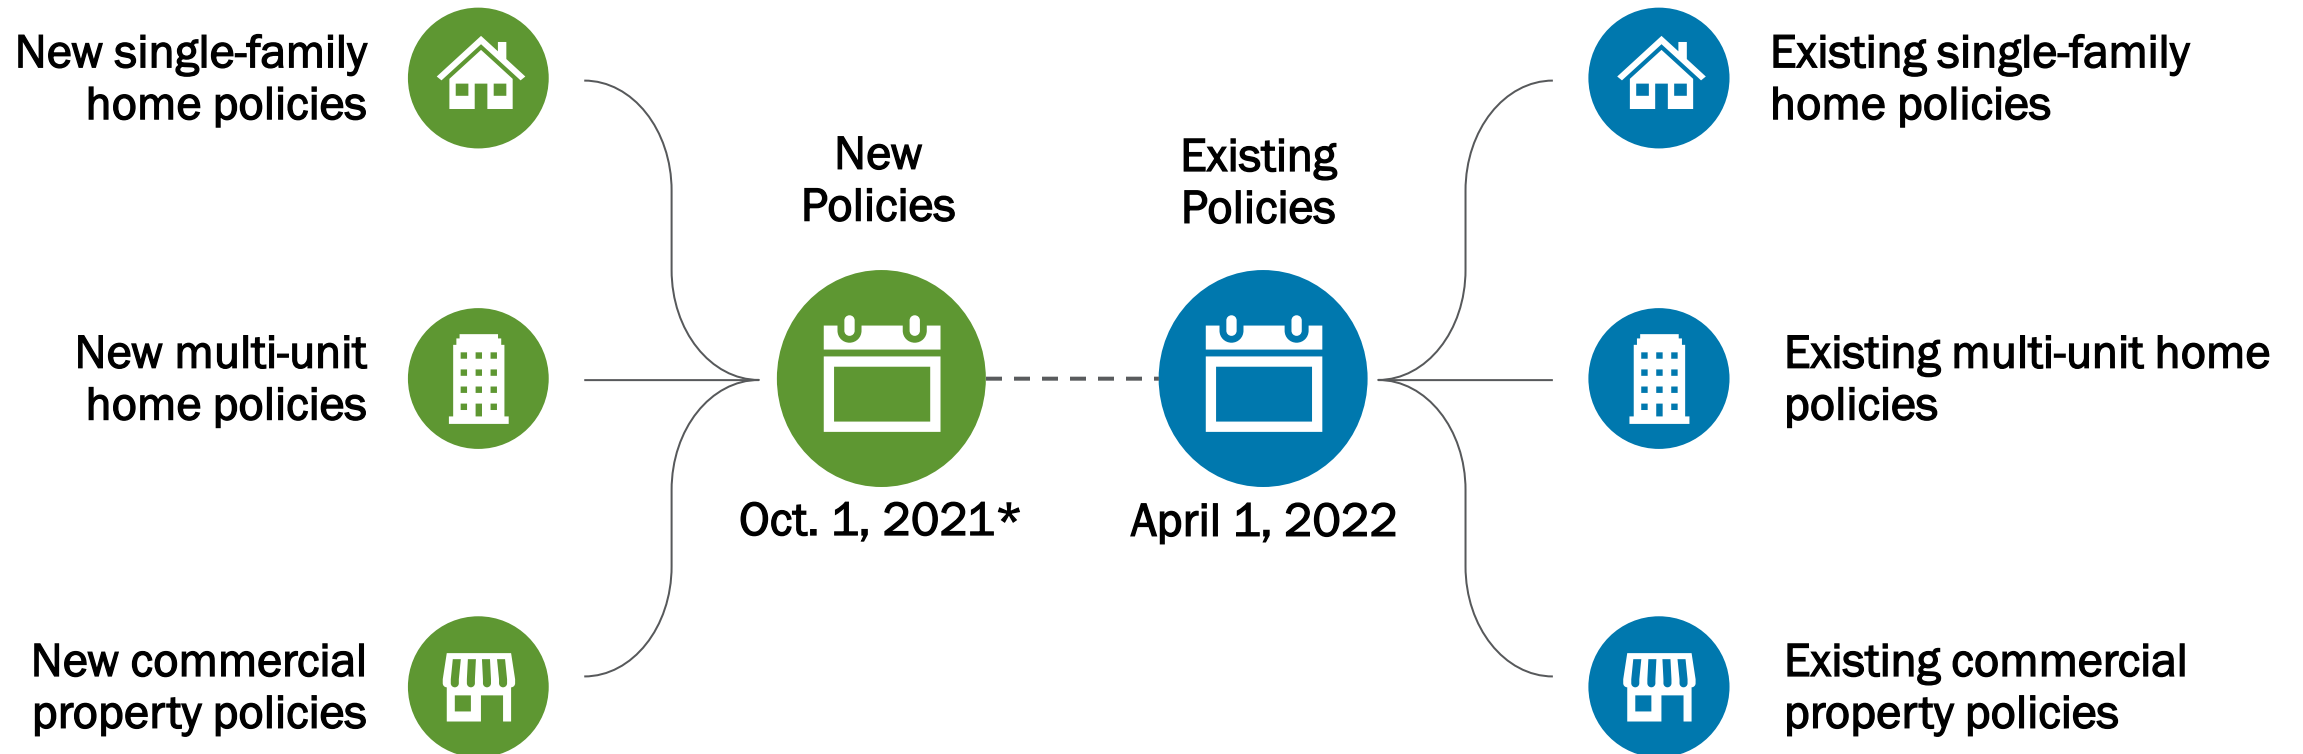 New single-family
home policies
New multi-unit
home policies
New commercial
property policies
New
Policies
Oct. 1, 2021*
Existing
Policies
April 1, 2022
Existing single-family
home policies
Existing multi-unit home
policies
Existing commercial
property policies